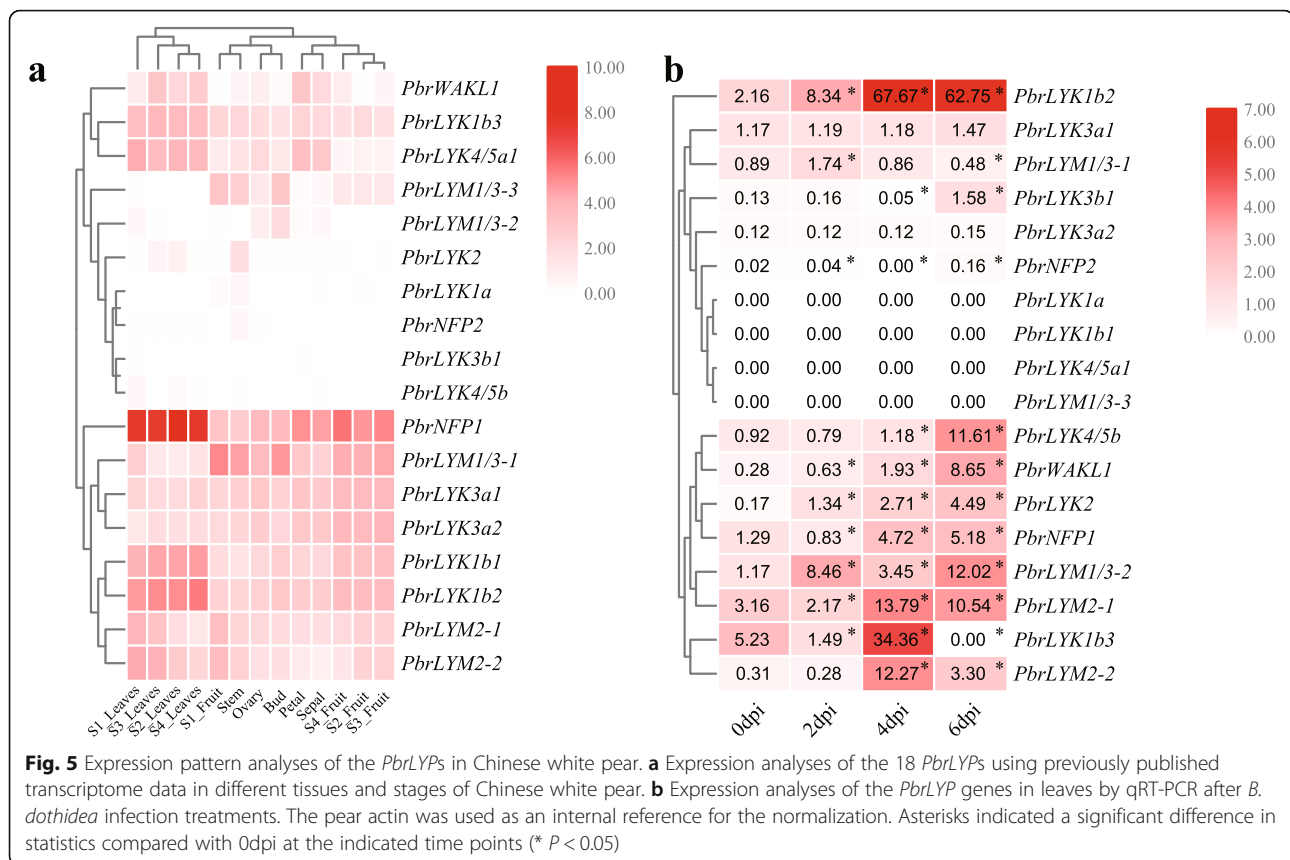 a
10.00
8.00
6.00
4.00
2.00
0.00
PbrWAKL1
PbrLYK1b3
PbrLYK4/5a1
PbrLYM1/3-3
PbrLYM1/3-2
PbrLYK2
PbrLYK1a
PbrNFP2
PbrLYK3b1
PbrLYK4/5b
PbrNFP1
PbrLYM1/3-1
PbrLYK3a1
PbrLYK3a2
PbrLYK1b1
PbrLYK1b2
PbrLYM2-1
PbrLYM2-2
S1_Leaves
S3_Leaves
S2_Leaves
S4_Leaves
S1_Fruit
Stem
Ovary
Bud
Petal
Sepal
S4_Fruit
S2_Fruit
S3_Fruit
b
7.00
6.00
5.00
4.00
3.00
2.00
1.00
0.00
2.16 8.34 * 67.67 * 62.75 * PbrLYK1b2
1.17 1.19 1.18 1.47 PbrLYK3a1
0.89 1.74 * 0.86 0.48 * PbrLYM1/3-1
0.13 0.16 0.05 * 1.58 * PbrLYK3b1
0.12 0.12 0.12 0.15 PbrLYK3a2
0.02 0.04 * 0.00 * 0.16 * PbrNFP2
0.00 0.00 0.00 0.00 PbrLYK1a
0.00 0.00 0.00 0.00 PbrLYK1b1
0.00 0.00 0.00 0.00 PbrLYK4/5a1
0.00 0.00 0.00 0.00 PbrLYM1/3-3
0.92 0.79 1.18 * 11.61 * PbrLYK4/5b
0.28 0.63 * 1.93 * 8.65 * PbrWAKL1
0.17 1.34 * 2.71 * 4.49 * PbrLYK2
1.29 0.83 * 4.72 * 5.18 * PbrNFP1
1.17 8.46 * 3.45 * 12.02 * PbrLYM1/3-2
3.16 2.17 * 13.79 * 10.54 * PbrLYM2-1
5.23 1.49 * 34.36 * 0.00 * PbrLYK1b3
0.31 0.28 12.27 * 3.30 * PbrLYM2-2
0dpi 2dpi 4dpi 6dpi
Fig. 5 Expression pattern analyses of the PbrLYPs in Chinese white pear. a Expression analyses of the 18 PbrLYPs using previously published
transcriptome data in different tissues and stages of Chinese white pear. b Expression analyses of the PbrLYP genes in leaves by qRT-PCR after B.
dothidea infection treatments. The pear actin was used as an internal reference for the normalization. Asterisks indicated a significant difference in
statistics compared with 0dpi at the indicated time points (* P < 0.05)